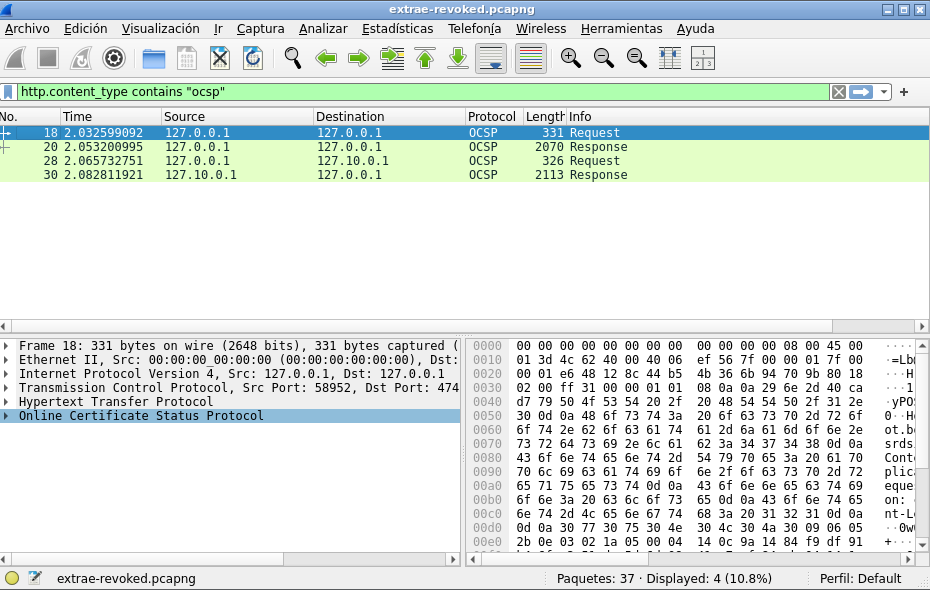 extrae-revoked.pcapng
Archivo Edición Visualización Ir Captura Analizar Estadísticas Telefonía Wireless Herramientas Ayuda
http.content_type contains "ocsp"
No. Time Source Destination Protocol Length Info
18 2.032599092 127.0.0.1 127.0.0.1 OCSP 331 Request
20 2.053200995 127.0.0.1 127.0.0.1 OCSP 2070 Response
28 2.065732751 127.0.0.1 127.10.0.1 OCSP 326 Request
30 2.082811921 127.10.0.1 127.0.0.1 OCSP 2113 Response
Frame 18: 331 bytes on wire (2648 bits), 331 bytes captured (
Ethernet II, Src: 00:00:00_00:00:00 (00:00:00:00:00:00), Dst:
Internet Protocol Version 4, Src: 127.0.0.1, Dst: 127.0.0.1
Transmission Control Protocol, Src Port: 58952, Dst Port: 474
Hypertext Transfer Protocol
Online Certificate Status Protocol
0000 00 00 00 00 00 00 00 00 00 00 00 00 08 00 45 00 ····
0010 01 3d 4c 62 40 00 40 06 ef 56 7f 00 00 01 7f 00 ·=Lb
0020 00 01 e6 48 12 8c 44 b5 4b 36 6b 94 70 9b 80 18 ···H
0030 02 00 ff 31 00 00 01 01 08 0a 0a 29 6e 2d 40 ca ···1
0040 d7 79 50 4f 53 54 20 2f 20 48 54 54 50 2f 31 2e ·yPO
0050 30 0d 0a 48 6f 73 74 3a 20 6f 63 73 70 2d 72 6f 0··H
0060 6f 74 2e 62 6f 63 61 74 61 2d 6a 61 6d 6f 6e 2e ot.b
0070 73 72 64 73 69 2e 6c 61 62 3a 34 37 34 38 0d 0a srds
0080 43 6f 6e 74 65 6e 74 2d 54 79 70 65 3a 20 61 70 Cont
0090 70 6c 69 63 61 74 69 6f 6e 2f 6f 63 73 70 2d 72 plic
00a0 65 71 75 65 73 74 0d 0a 43 6f 6e 6e 65 63 74 69 eque
00b0 6f 6e 3a 20 63 6c 6f 73 65 0d 0a 43 6f 6e 74 65 on:
00c0 6e 74 2d 4c 65 6e 67 74 68 3a 20 31 32 31 0d 0a nt-L
00d0 0d 0a 30 77 30 75 30 4e 30 4c 30 4a 30 09 06 05 ··0w
00e0 2b 0e 03 02 1a 05 00 04 14 0c 9a 14 84 f9 df 91 +···
extrae-revoked.pcapng Paquetes: 37 · Displayed: 4 (10.8%) Perfil: Default